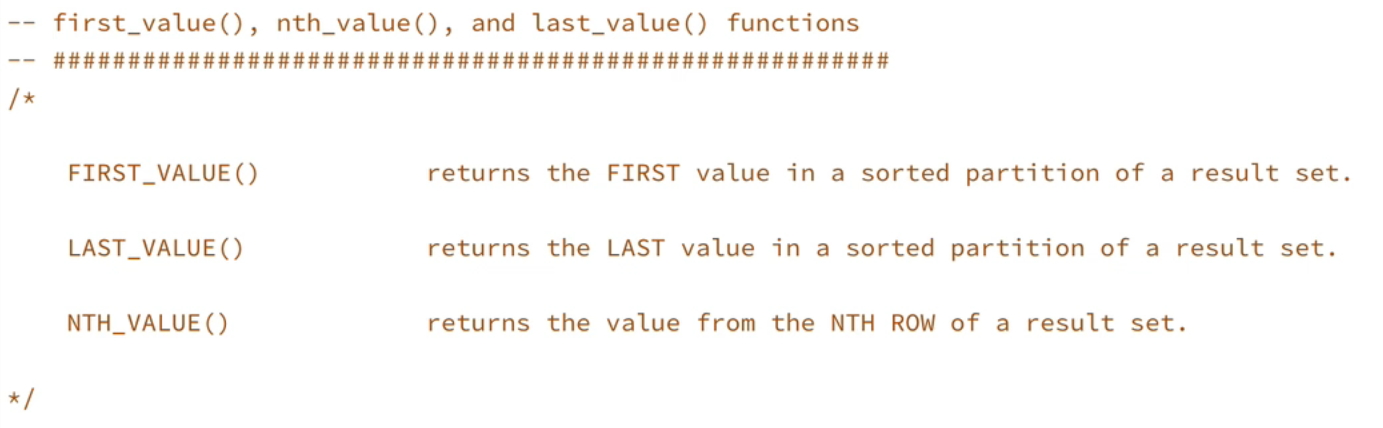 -- first_value(), nth_value(), and last_value() functions
-- ########################################################
/*
FIRST_VALUE() returns the FIRST value in a sorted partition of a result set.
LAST_VALUE() returns the LAST value in a sorted partition of a result set.
NTH_VALUE() returns the value from the NTH ROW of a result set.
*/